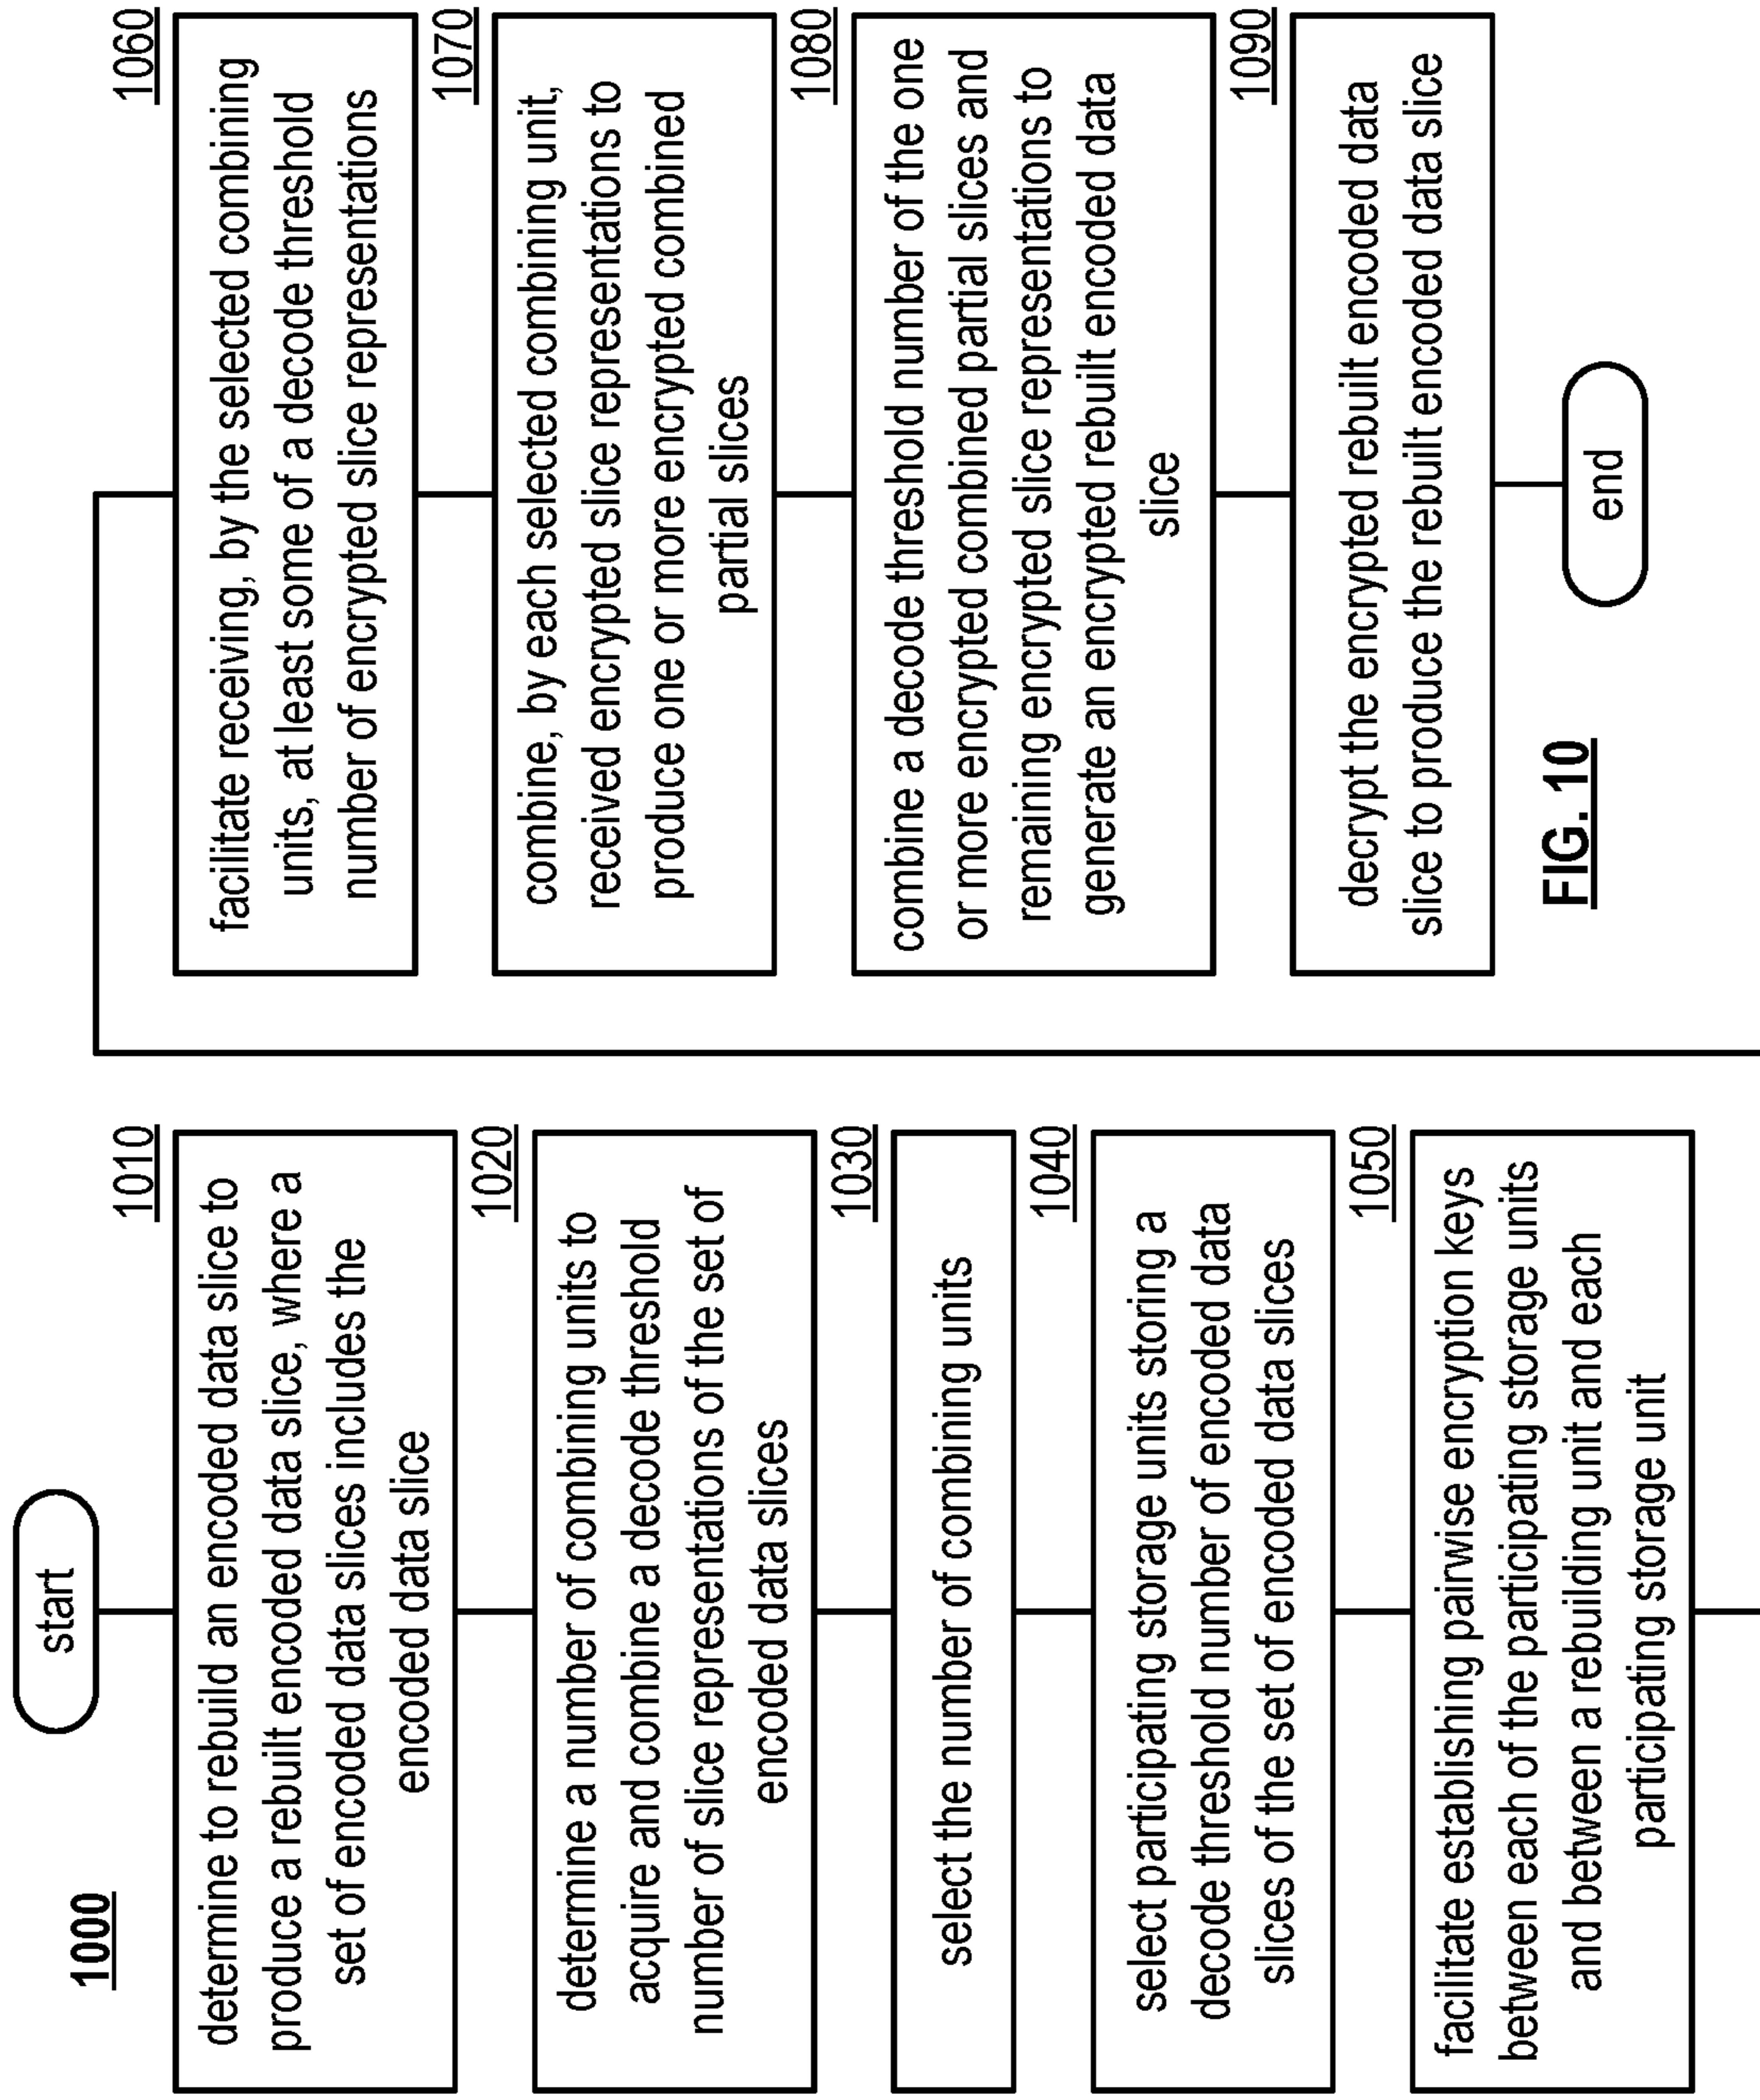 1000
start
1010
determine to rebuild an encoded data slice to
produce a rebuilt encoded data slice, where a
set of encoded data slices includes the
encoded data slice
1020
determine a number of combining units to
acquire and combine a decode threshold
number of slice representations of the set of
encoded data slices
1030
select the number of combining units
1040
select participating storage units storing a
decode threshold number of encoded data
slices of the set of encoded data slices
1050
facilitate establishing pairwise encryption keys
between each of the participating storage units
and between a rebuilding unit and each
participating storage unit
1060
facilitate receiving, by the selected combining
units, at least some of a decode threshold
number of encrypted slice representations
1070
combine, by each selected combining unit,
received encrypted slice representations to
produce one or more encrypted combined
partial slices
1080
combine a decode threshold number of the one
or more encrypted combined partial slices and
remaining encrypted slice representations to
generate an encrypted rebuilt encoded data
slice
1090
decrypt the encrypted rebuilt encoded data
slice to produce the rebuilt encoded data slice
end
FIG. 10